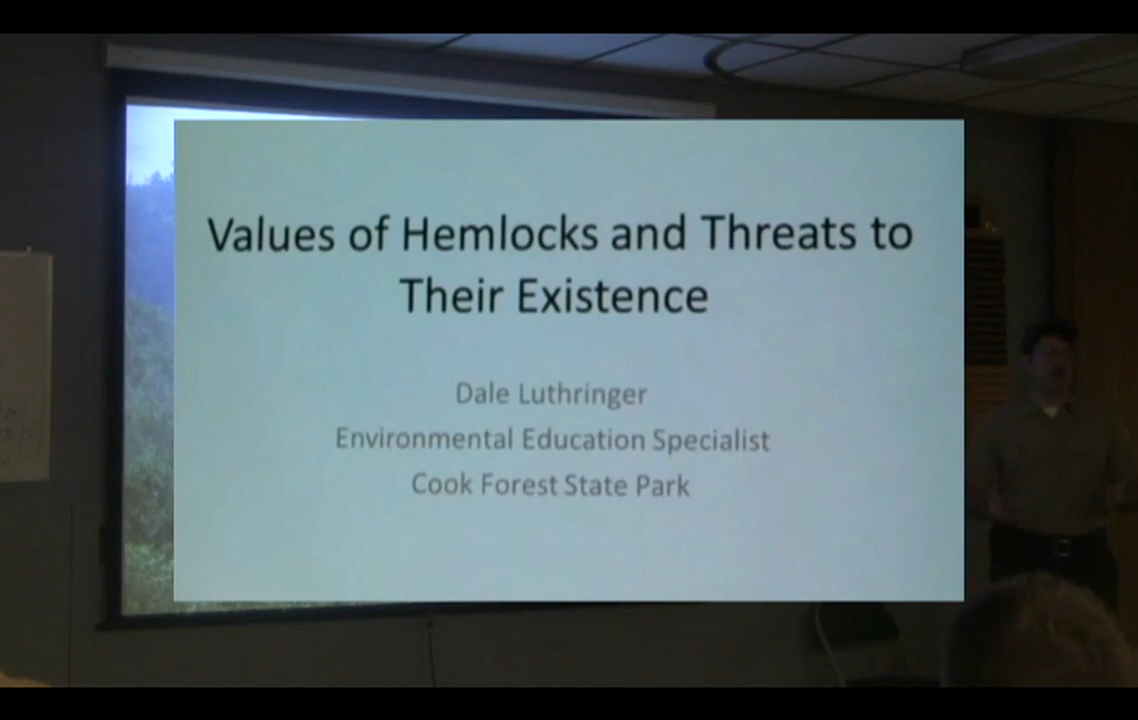 Values of Hemlocks and Threats to
Their Existence
Dale Luthringer
Environmental Education Specialist
Cook Forest State Park